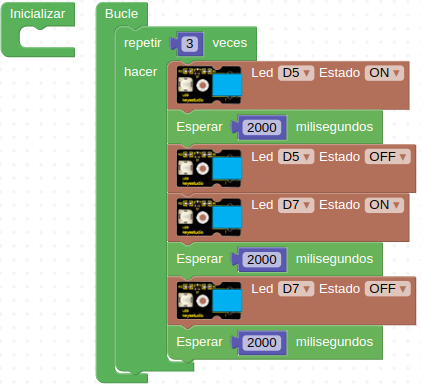 Inicializar
Bucle
repetir 3 veces
hacer
Led D5 Estado ON
Esperar 2000 milisegundos
Led D5 Estado OFF
Led D7 Estado ON
Esperar 2000 milisegundos
Led D7 Estado OFF
Esperar 2000 milisegundos